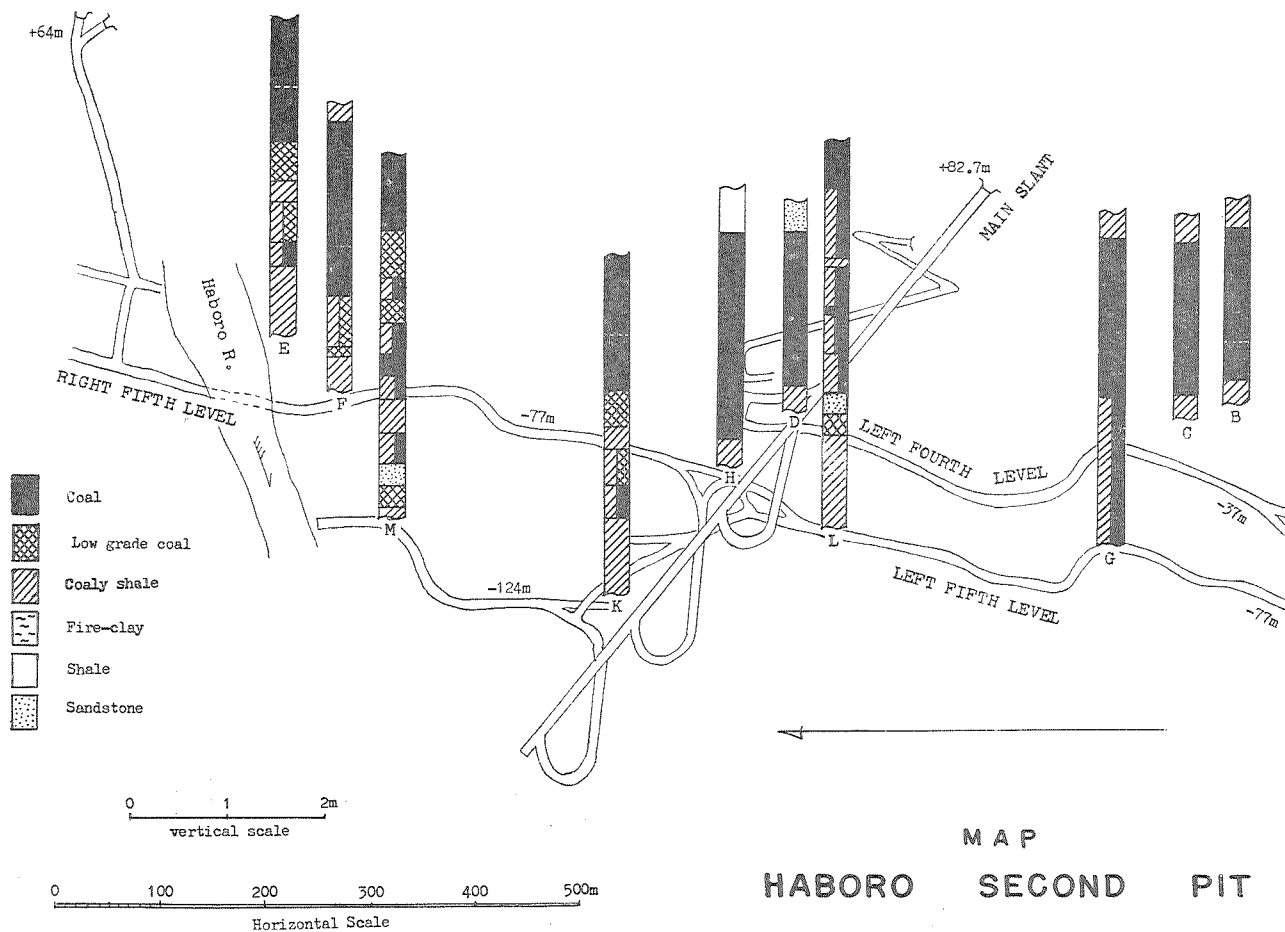 +64m
+82.7m
MAIN SLANT
Haboro R.
E
B
C
F
RIGHT FIFTH LEVEL
-77m
D
LEFT FOURTH LEVEL
H
-37m
M
L
G
LEFT FIFTH LEVEL
-124m
K
-77m
Coal
Low grade coal
Coaly shale
Fire-clay
Shale
Sandstone
0 1 2m
vertical scale
0 100 200 300 400 500m
Horizontal Scale
MAP
HABORO SECOND PIT